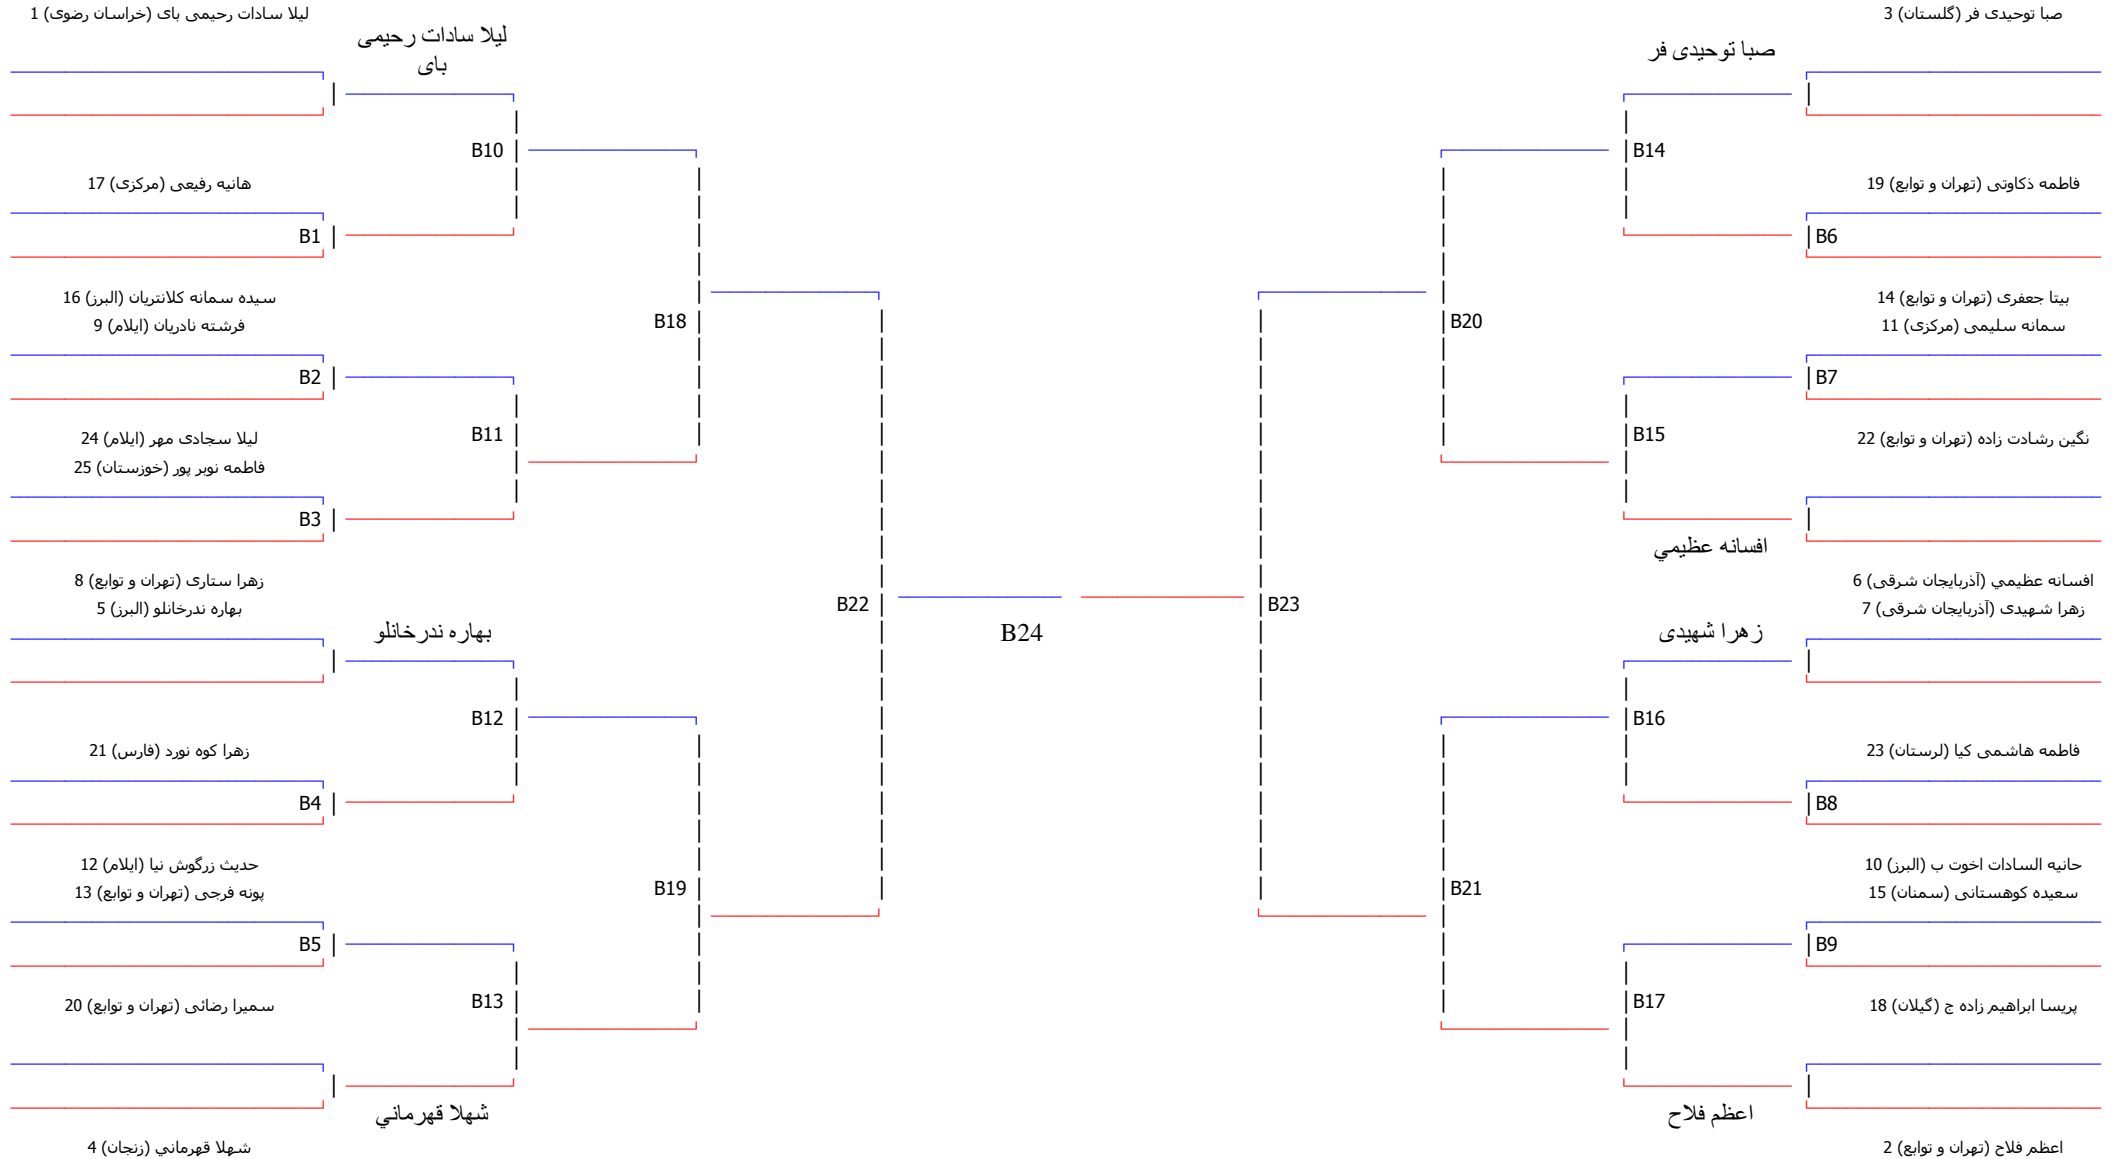 لیلا سادات رحیمی بای (خراسان رضوی) 1
لیلا سادات رحیمی
بای
B10
هانیه رفیعی (مرکزی) 17
B1
سیده سمانه کلانتریان (البرز) 16
فرشته نادریان (ایلام) 9
B18
B2
لیلا سجادی مهر (ایلام) 24
فاطمه نوبر پور (خوزستان) 25
B11
B3
زهرا ستاری (تهران و توابع) 8
بهاره ندرخانلو (البرز) 5
B22
بهاره ندرخانلو
B12
زهرا کوه نورد (فارس) 21
B4
حدیث زرگوش نیا (ایلام) 12
پونه فرجی (تهران و توابع) 13
B19
B5
سمیرا رضائی (تهران و توابع) 20
B13
شهلا قهرماني
شهلا قهرماني (زنجان) 4
B24
صبا توحیدی فر (گلستان) 3
صبا توحیدی فر
B14
فاطمه ذکاوتی (تهران و توابع) 19
B6
بیتا جعفری (تهران و توابع) 14
سمانه سلیمی (مرکزی) 11
B20
B7
B15
نگین رشادت زاده (تهران و توابع) 22
افسانه عظیمي
افسانه عظیمي (آذربایجان شرقی) 6
زهرا شهیدی (آذربایجان شرقی) 7
B23
زهرا شهیدی
B16
فاطمه هاشمی کیا (لرستان) 23
B8
حانیه السادات اخوت ب (البرز) 10
سعیده کوهستانی (سمنان) 15
B21
B9
B17
پریسا ابراهیم زاده ج (گیلان) 18
اعظم فلاح
اعظم فلاح (تهران و توابع) 2